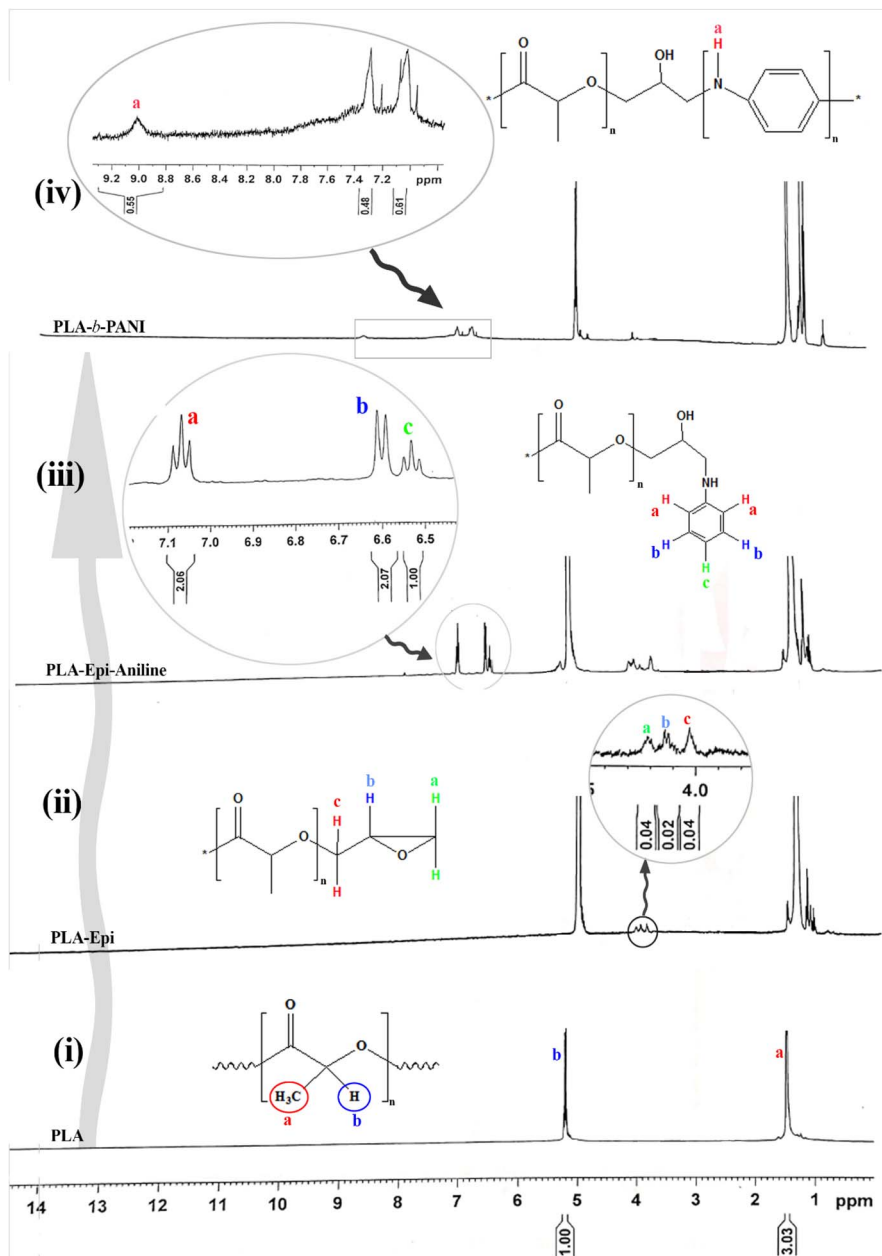 a
9.2 9.0 8.8 8.6 8.4 8.2 8.0 7.8 7.6 7.4 7.2 ppm
0.55 0.48 0.61
(iv)
O
O
n
OH
a
H
N
n
*
*
PLA-b-PANI
a
b
c
7.1 7.0 6.9 6.8 6.7 6.6 6.5
2.06 2.07 1.00
(iii)
O
O
n
*
OH
NH
H H
a a
H H
b b
H
c
PLA-Epi-Aniline
a b c
4.0
0.04 0.02 0.04
(ii)
O
O
n
*
c
H
H
b
H
a
H
O
H
PLA-Epi
(i)
O
O
H3C
H
n
a
b
b
a
PLA
14 13 12 11 10 9 8 7 6 5 4 3 2 1 ppm
1.00 3.03